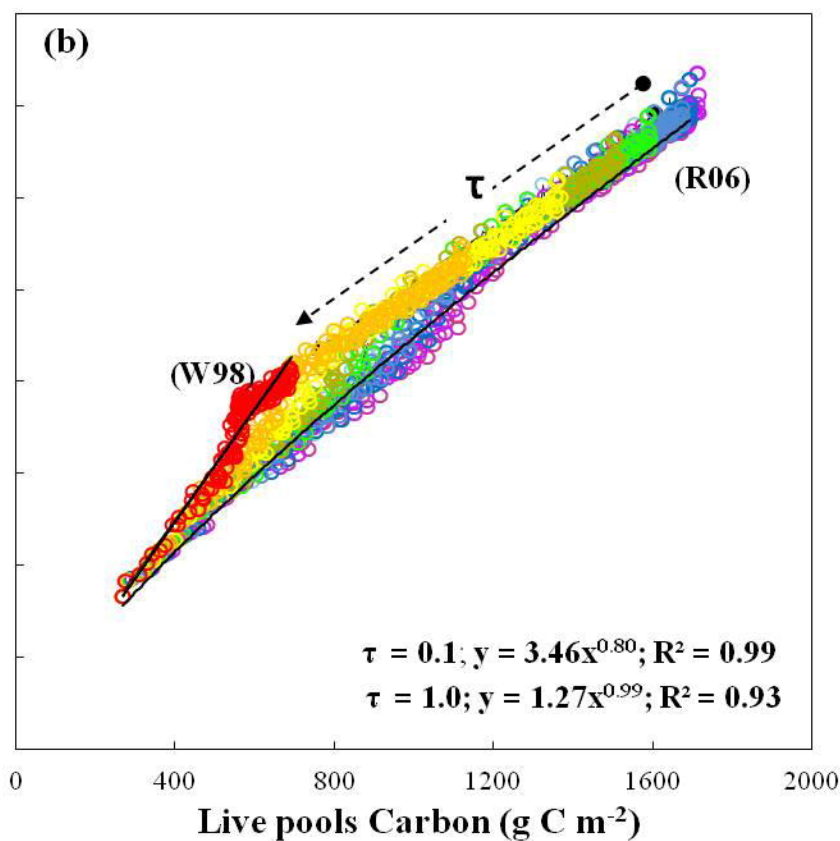 (b)
τ
(R06)
(W98)
τ = 0.1; y = 3.46x^0.80; R² = 0.99
τ = 1.0; y = 1.27x^0.99; R² = 0.93
0 400 800 1200 1600 2000
Live pools Carbon (g C m⁻²)